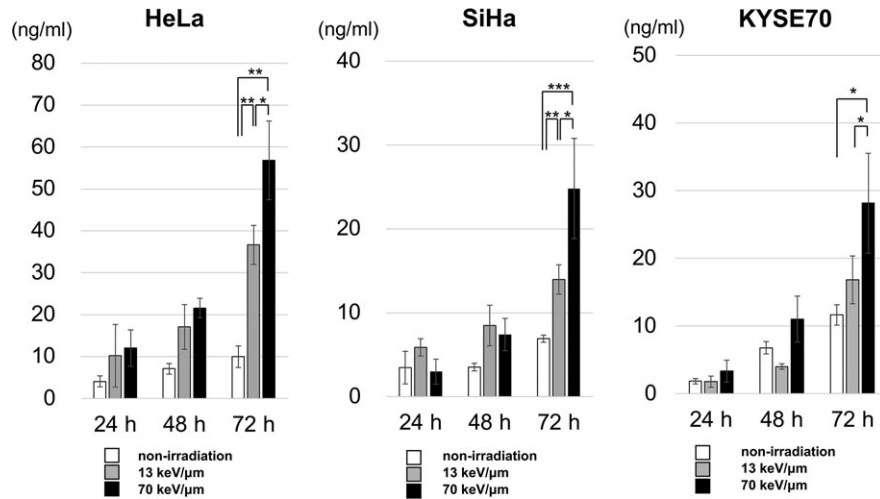 HeLa
(ng/ml)
80
70
60
50
40
30
20
10
0
**
** *
24 h 48 h 72 h
non-irradiation
13 keV/µm
70 keV/µm
SiHa
(ng/ml)
40
30
20
10
0
***
** *
24 h 48 h 72 h
non-irradiation
13 keV/µm
70 keV/µm
KYSE70
(ng/ml)
50
40
30
20
10
0
*
*
24 h 48 h 72 h
non-irradiation
13 keV/µm
70 keV/µm